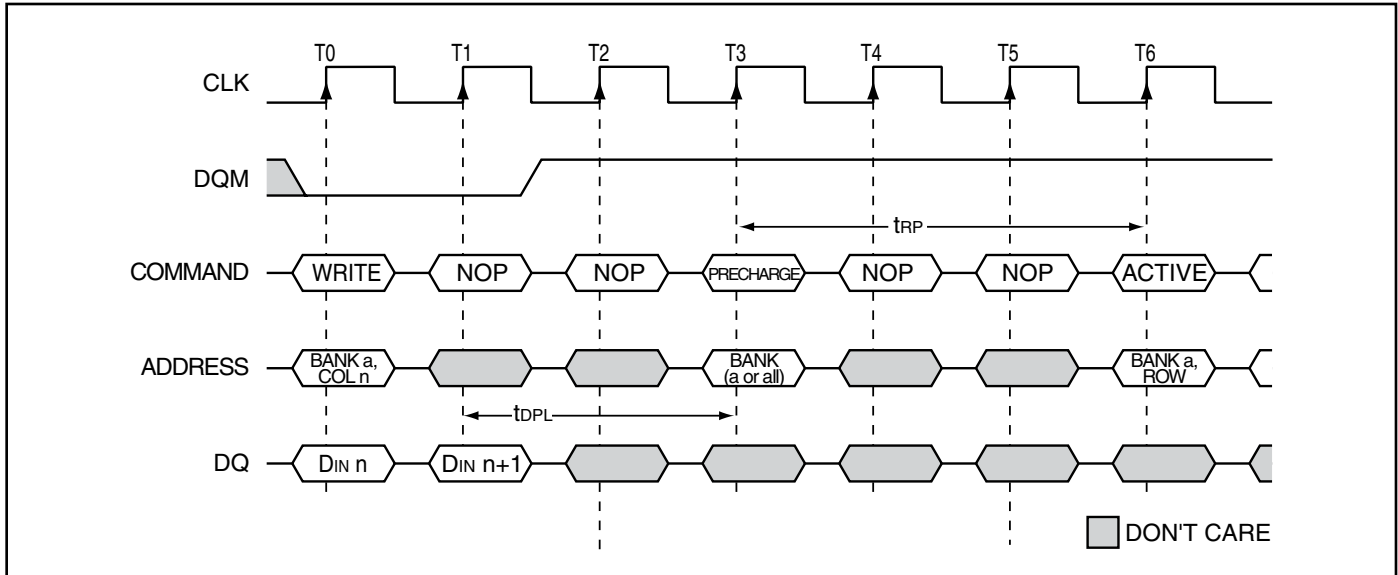 T0 T1 T2 T3 T4 T5 T6
CLK
DQM
tRP
COMMAND WRITE NOP NOP PRECHARGE NOP NOP ACTIVE
ADDRESS BANK a, COL n BANK (a or all) BANK a, ROW
tDPL
DQ DIN n DIN n+1
DON'T CARE